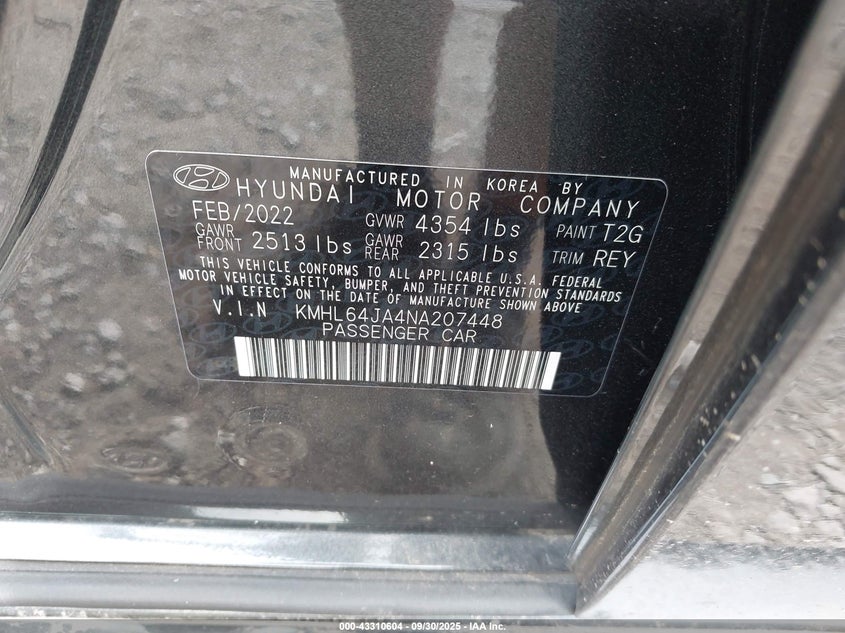 MANUFACTURED IN KOREA BY
HYUNDAI MOTOR COMPANY
FEB/2022 GVWR 4354 lbs PAINT T2G
GAWR FRONT 2513 lbs GAWR REAR 2315 lbs TRIM REY
THIS VEHICLE CONFORMS TO ALL APPLICABLE U.S.A. FEDERAL
MOTOR VEHICLE SAFETY, BUMPER, AND THEFT PREVENTION STANDARDS
IN EFFECT ON THE DATE OF MANUFACTURE SHOWN ABOVE
V.I.N KMHL64JA4NA207448
PASSENGER CAR
000-43310604 - 09/30/2025 - IAA Inc.